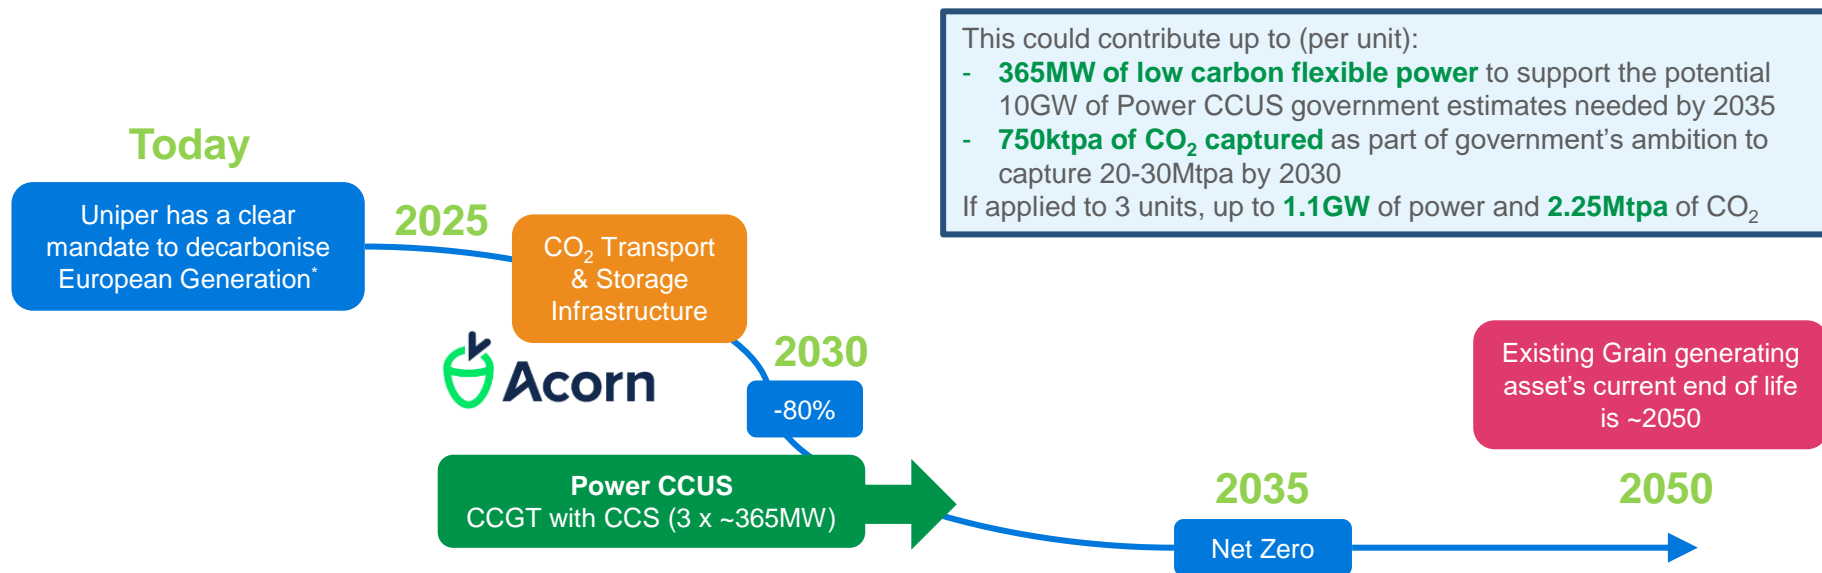 This could contribute up to (per unit):
- 365MW of low carbon flexible power to support the potential
10GW of Power CCUS government estimates needed by 2035
- 750ktpa of CO₂ captured as part of government's ambition to
capture 20-30Mtpa by 2030
If applied to 3 units, up to 1.1GW of power and 2.25Mtpa of CO₂
Today
Uniper has a clear
mandate to decarbonise
European Generation*
2025
CO₂ Transport
& Storage
Infrastructure
Acorn
2030
-80%
Power CCUS
CCGT with CCS (3 x ~365MW)
2035
Net Zero
Existing Grain generating
asset's current end of life
is ~2050
2050